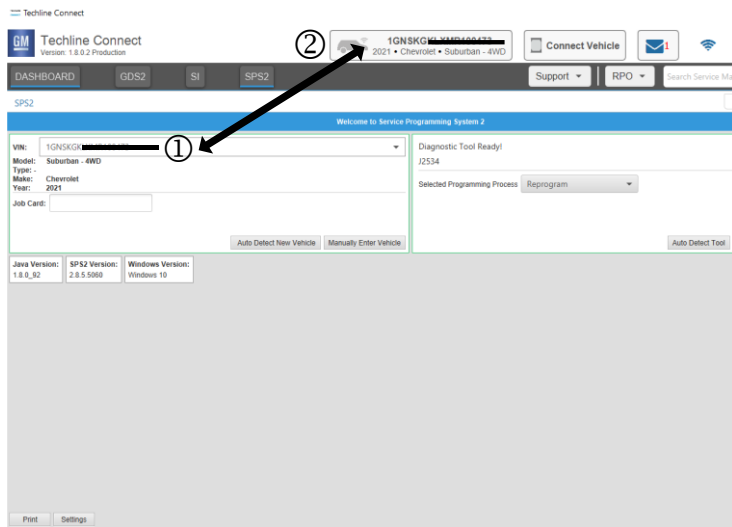 Techline Connect
GM
Techline Connect
Version: 1.8.0.2 Production
②
2021 • Chevrolet • Suburban - 4WD
Connect Vehicle
1
DASHBOARD GDS2 SI SPS2
Support RPO Search Service Ma
SPS2
Welcome to Service Programming System 2
VIN: 1GNSKGK
①
Model: Suburban - 4WD
Type: -
Make: Chevrolet
Year: 2021
Job Card:
Auto Detect New Vehicle Manually Enter Vehicle
Diagnostic Tool Ready!
J2534
Selected Programming Process Reprogram
Auto Detect Tool
Java Version: SPS2 Version: Windows Version:
1.8.0_92 2.8.5.5060 Windows 10
Print Settings